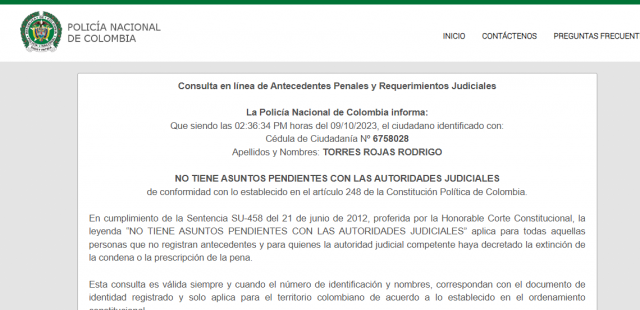 POLICÍA NACIONAL
DE COLOMBIA
INICIO CONTÁCTENOS PREGUNTAS FRECUENT
Consulta en línea de Antecedentes Penales y Requerimientos Judiciales
La Policía Nacional de Colombia informa:
Que siendo las 02:36:34 PM horas del 09/10/2023, el ciudadano identificado con:
Cédula de Ciudadanía Nº 6758028
Apellidos y Nombres: TORRES ROJAS RODRIGO
NO TIENE ASUNTOS PENDIENTES CON LAS AUTORIDADES JUDICIALES
de conformidad con lo establecido en el artículo 248 de la Constitución Política de Colombia.
En cumplimiento de la Sentencia SU-458 del 21 de junio de 2012, proferida por la Honorable Corte Constitucional, la
leyenda "NO TIENE ASUNTOS PENDIENTES CON LAS AUTORIDADES JUDICIALES" aplica para todas aquellas
personas que no registran antecedentes y para quienes la autoridad judicial competente haya decretado la extinción de
la condena o la prescripción de la pena.
Esta consulta es válida siempre y cuando el número de identificación y nombres, correspondan con el documento de
identidad registrado y solo aplica para el territorio colombiano de acuerdo a lo establecido en el ordenamiento
constitucional.